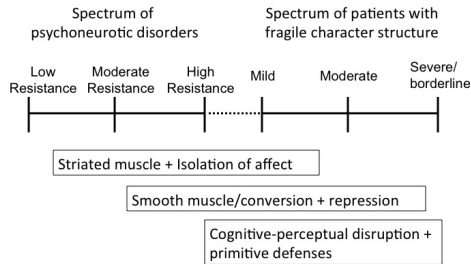 Spectrum of
psychoneurotic disorders
Spectrum of patients with
fragile character structure
Low
Resistance
Moderate
Resistance
High
Resistance
Mild
Moderate
Severe/
borderline
Striated muscle + Isolation of affect
Smooth muscle/conversion + repression
Cognitive-perceptual disruption +
primitive defenses